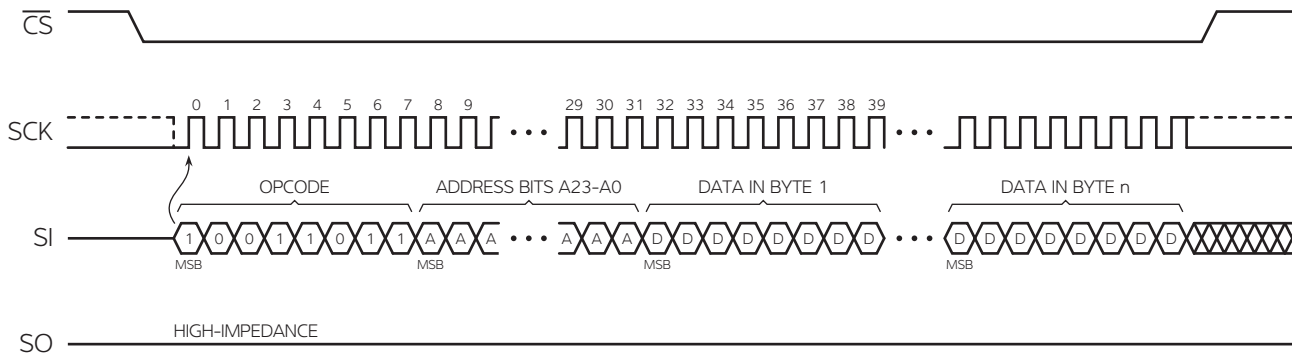 CS
SCK
0 1 2 3 4 5 6 7 8 9 29 30 31 32 33 34 35 36 37 38 39
OPCODE ADDRESS BITS A23-A0 DATA IN BYTE 1 DATA IN BYTE n
SI 1 0 0 1 1 0 1 1 A A A A A A D D D D D D D D D D D D D D D D
MSB MSB MSB MSB
HIGH-IMPEDANCE
SO